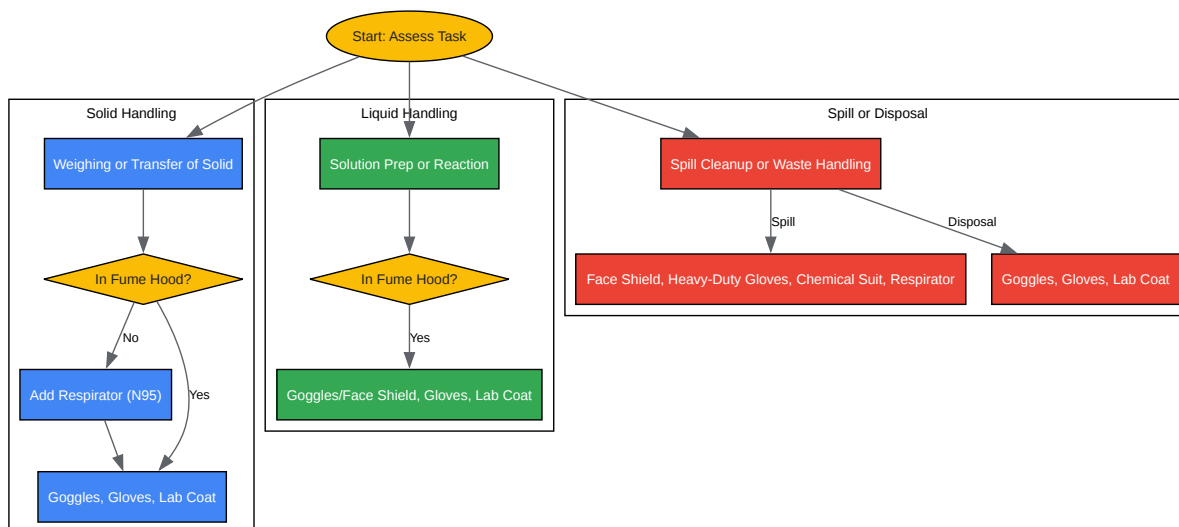 Start: Assess Task
Solid Handling
Weighing or Transfer of Solid
In Fume Hood?
No
Yes
Add Respirator (N95)
Goggles, Gloves, Lab Coat
Liquid Handling
Solution Prep or Reaction
In Fume Hood?
Yes
Goggles/Face Shield, Gloves, Lab Coat
Spill or Disposal
Spill Cleanup or Waste Handling
Spill
Disposal
Face Shield, Heavy-Duty Gloves, Chemical Suit, Respirator
Goggles, Gloves, Lab Coat